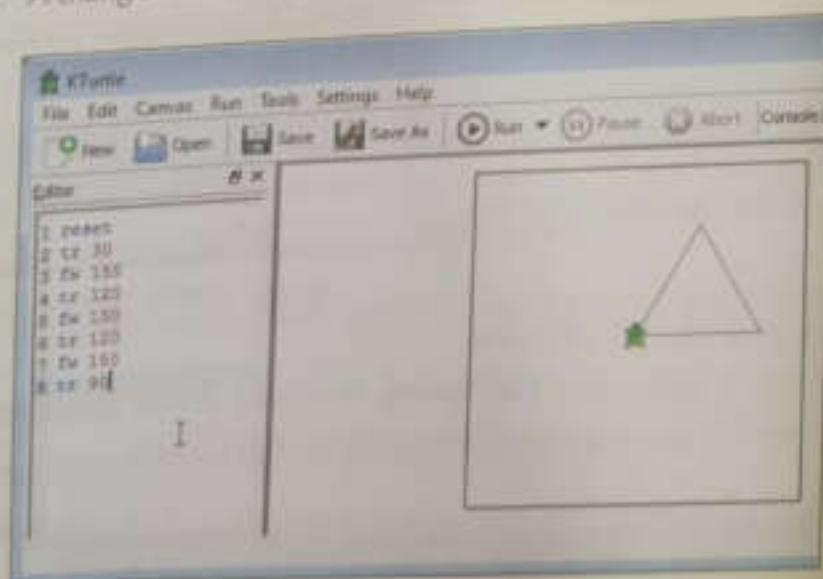 KTurtle
File Edit Canvas Run Tools Settings Help
New Open Save Save As Run Pause Abort Console
Editor
1 reset
2 tr 30
3 fw 150
4 tr 120
5 fw 150
6 tr 120
7 fw 150
8 tr 90